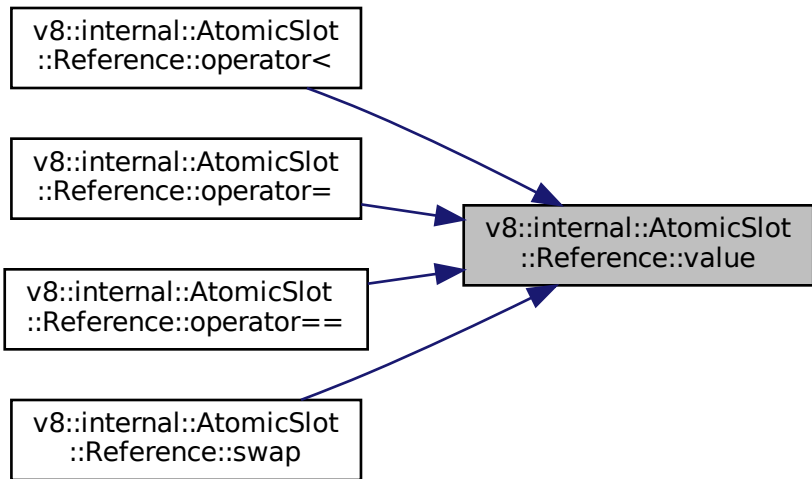 v8::internal::AtomicSlot
::Reference::operator<
v8::internal::AtomicSlot
::Reference::operator=
v8::internal::AtomicSlot
::Reference::value
v8::internal::AtomicSlot
::Reference::operator==
v8::internal::AtomicSlot
::Reference::swap